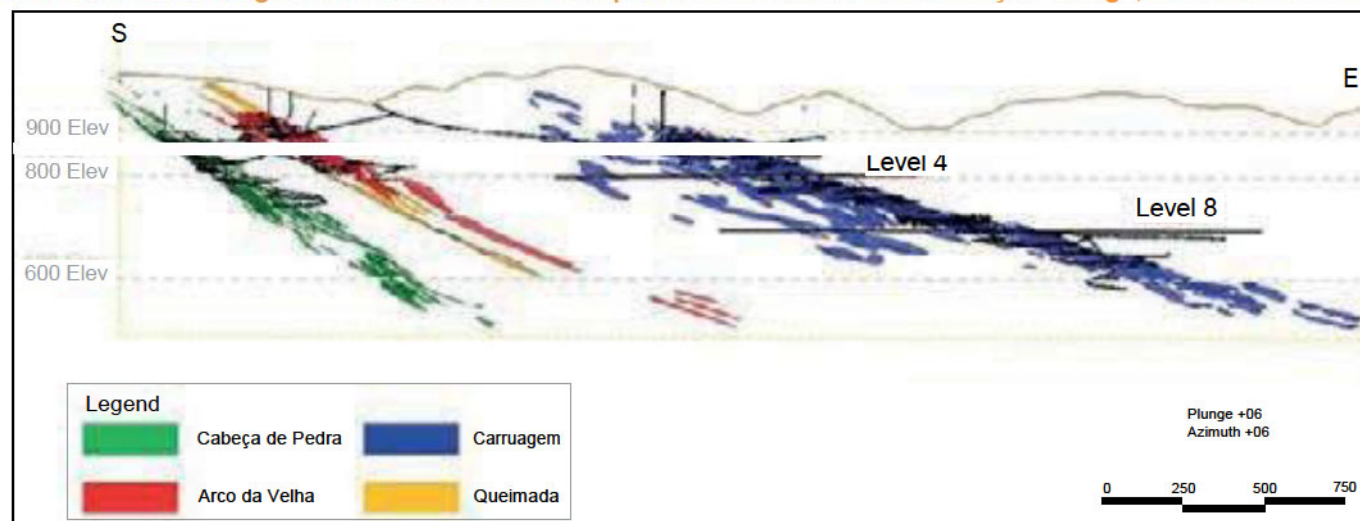 S
E
900 Elev
800 Elev
600 Elev
Level 4
Level 8
Legend
Cabeça de Pedra
Carruagem
Arco da Velha
Queimada
Plunge +06
Azimuth +06
0 250 500 750